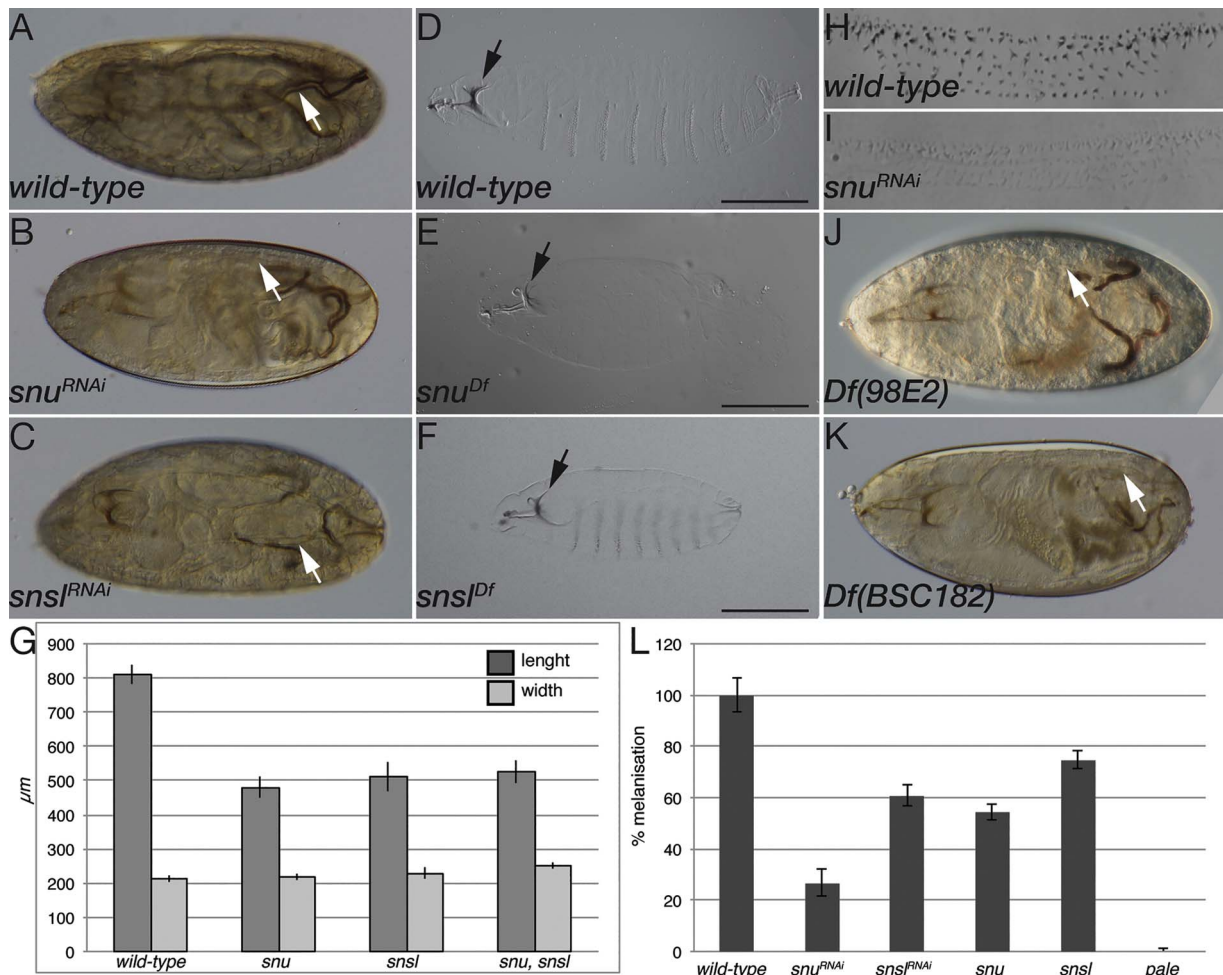 A
wild-type
B
snu^RNAi
C
snsl^RNAi
D
wild-type
E
snu^Df
F
snsl^Df
H
wild-type
I
snu^RNAi
J
Df(98E2)
K
Df(BSC182)
G
900
800
700
600
500
400
300
200
100
0
µm
lenght
width
wild-type snu snsl snu, snsl
L
120
100
80
60
40
20
0
% melanisation
wild-type snu^RNAi snsl^RNAi snu snsl pale